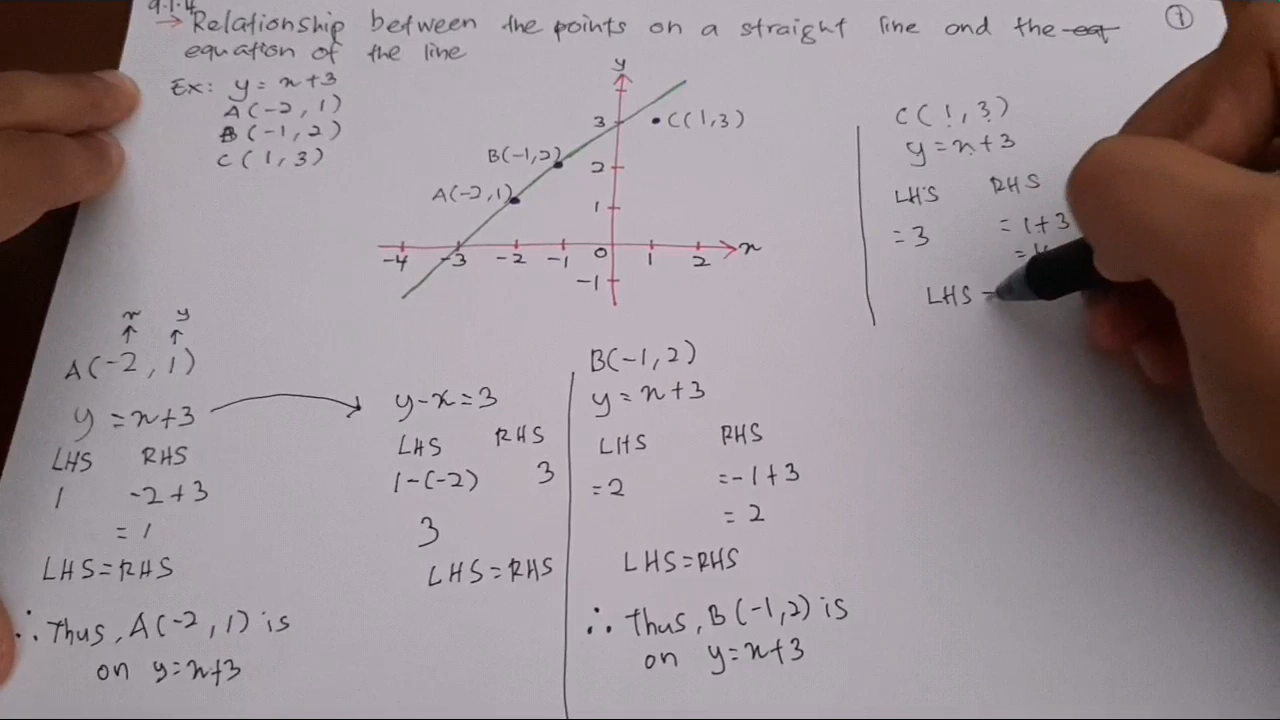 9.1.4
→ Relationship between the points on a straight line and the eqt
equation of the line
①
Ex: y = x+3
A(-2, 1)
B(-1, 2)
C(1, 3)
y
3
C(1,3)
B(-1,2)
2
A(-2,1)
1
-4 -3 -2 -1 0 1 2 x
-1
x y
↑ ↑
A(-2, 1)
y = x+3
LHS RHS
1 -2+3
= 1
LHS=RHS
∴ Thus, A(-2, 1) is
on y=x+3
y-x=3
LHS RHS
1-(-2) 3
3
LHS=RHS
B(-1, 2)
y = x+3
LHS RHS
=2 =-1+3
= 2
LHS=RHS
∴ Thus, B(-1,2) is
on y=x+3
C(1, 3)
y=x+3
LHS RHS
=3 =1+3
=
LHS